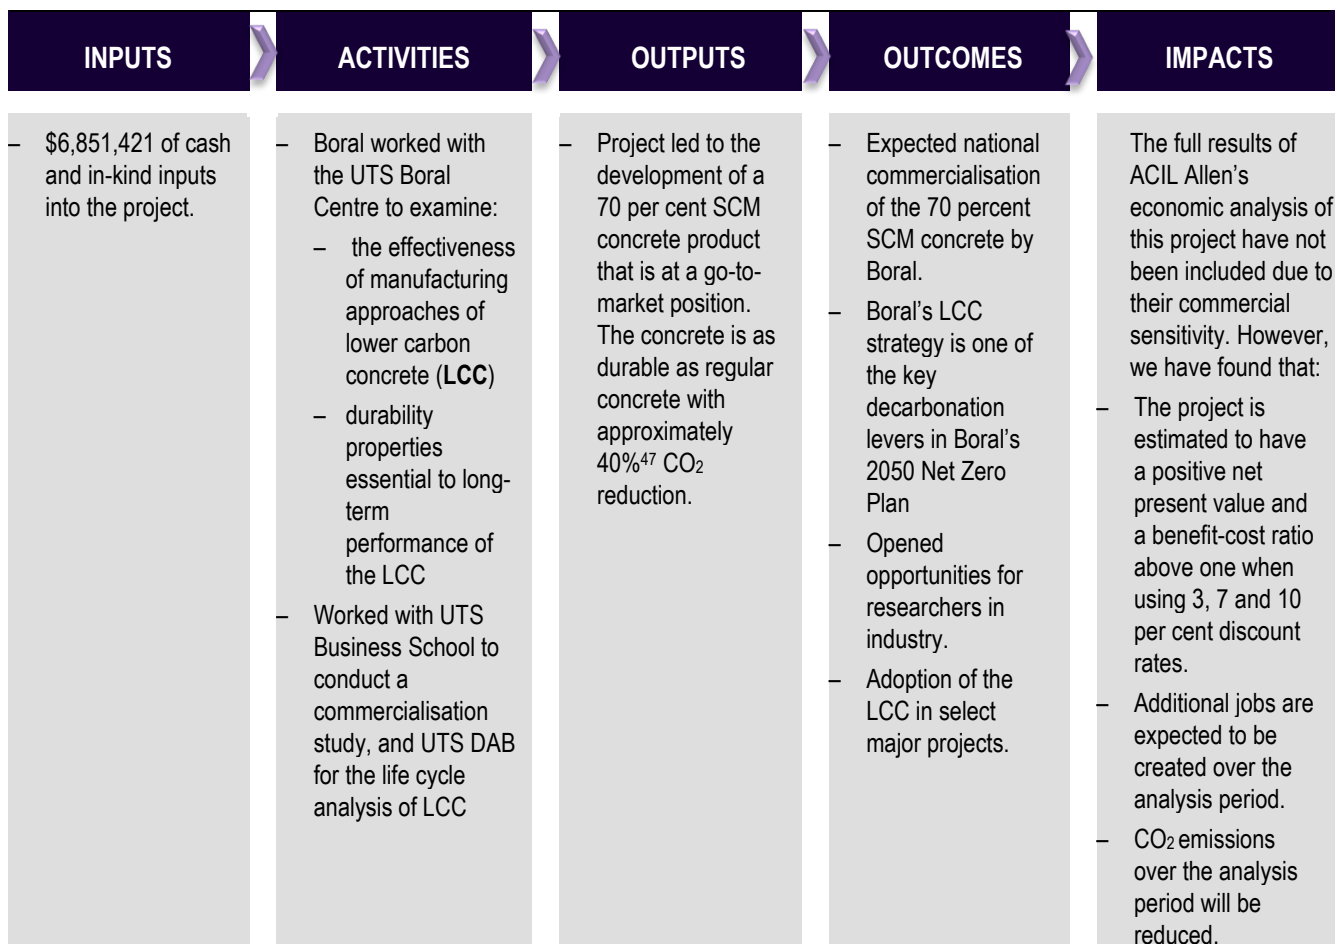 INPUTS
ACTIVITIES
OUTPUTS
OUTCOMES
IMPACTS
– $6,851,421 of cash
and in-kind inputs
into the project.
– Boral worked with
the UTS Boral
Centre to examine:
– the effectiveness
of manufacturing
approaches of
lower carbon
concrete (LCC)
– durability
properties
essential to long-
term
performance of
the LCC
– Worked with UTS
Business School to
conduct a
commercialisation
study, and UTS DAB
for the life cycle
analysis of LCC
– Project led to the
development of a
70 per cent SCM
concrete product
that is at a go-to-
market position.
The concrete is as
durable as regular
concrete with
approximately
40%47 CO2
reduction.
– Expected national
commercialisation
of the 70 percent
SCM concrete by
Boral.
– Boral’s LCC
strategy is one of
the key
decarbonation
levers in Boral’s
2050 Net Zero
Plan
– Opened
opportunities for
researchers in
industry.
– Adoption of the
LCC in select
major projects.
The full results of
ACIL Allen’s
economic analysis of
this project have not
been included due to
their commercial
sensitivity. However,
we have found that:
– The project is
estimated to have
a positive net
present value and
a benefit-cost ratio
above one when
using 3, 7 and 10
per cent discount
rates.
– Additional jobs are
expected to be
created over the
analysis period.
– CO2 emissions
over the analysis
period will be
reduced.